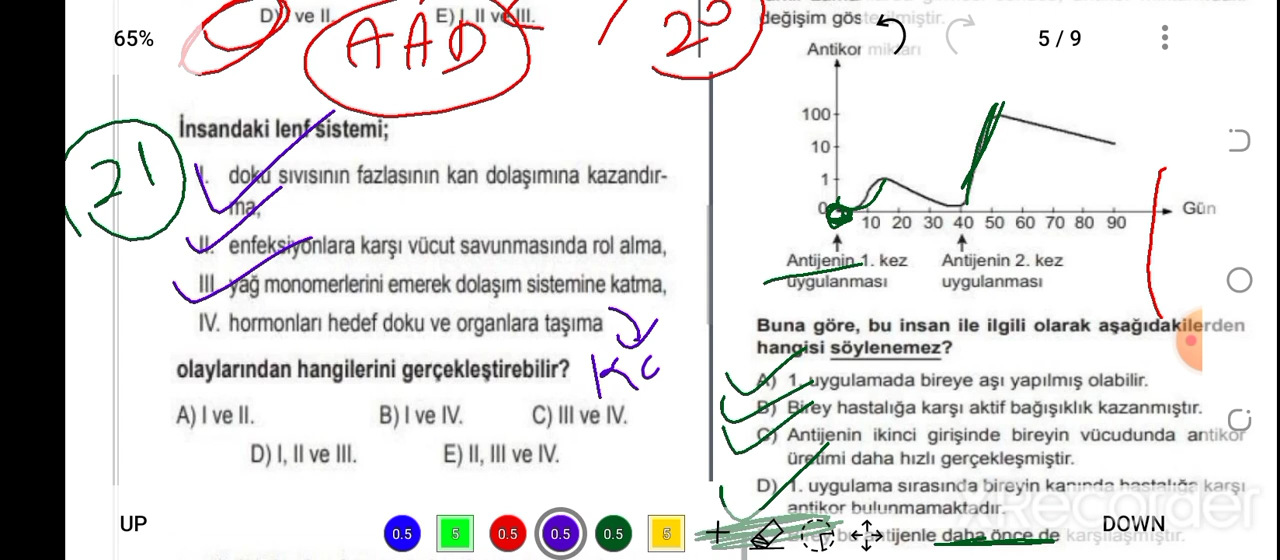 D) I ve II.
E) I, II ve III.
65%
AAD
20
21
İnsandaki lenf sistemi;
I. doku sıvısının fazlasının kan dolaşımına kazandır-
ma,
II. enfeksiyonlara karşı vücut savunmasında rol alma,
III. yağ monomerlerini emerek dolaşım sistemine katma,
IV. hormonları hedef doku ve organlara taşıma
olaylarından hangilerini gerçekleştirebilir?
A) I ve II.
B) I ve IV.
C) III ve IV.
D) I, II ve III.
E) II, III ve IV.
UP
değişim gösterilmiştir.
5 / 9
Antikor miktarı
100
10
1
0
10 20 30 40 50 60 70 80 90
Gün
Antijenin 1. kez
uygulanması
Antijenin 2. kez
uygulanması
Buna göre, bu insan ile ilgili olarak aşağıdakilerden
hangisi söylenemez?
A) 1. uygulamada bireye aşı yapılmış olabilir.
B) Birey hastalığa karşı aktif bağışıklık kazanmıştır.
C) Antijenin ikinci girişinde bireyin vücudunda antikor
üretimi daha hızlı gerçekleşmiştir.
D) 1. uygulama sırasında bireyin kanında hastalığa karşı
antikor bulunmamaktadır.
bu antijenle daha önce de karşılaşmıştır.
0.5
5
0.5
0.5
0.5
5
XRecorder
DOWN